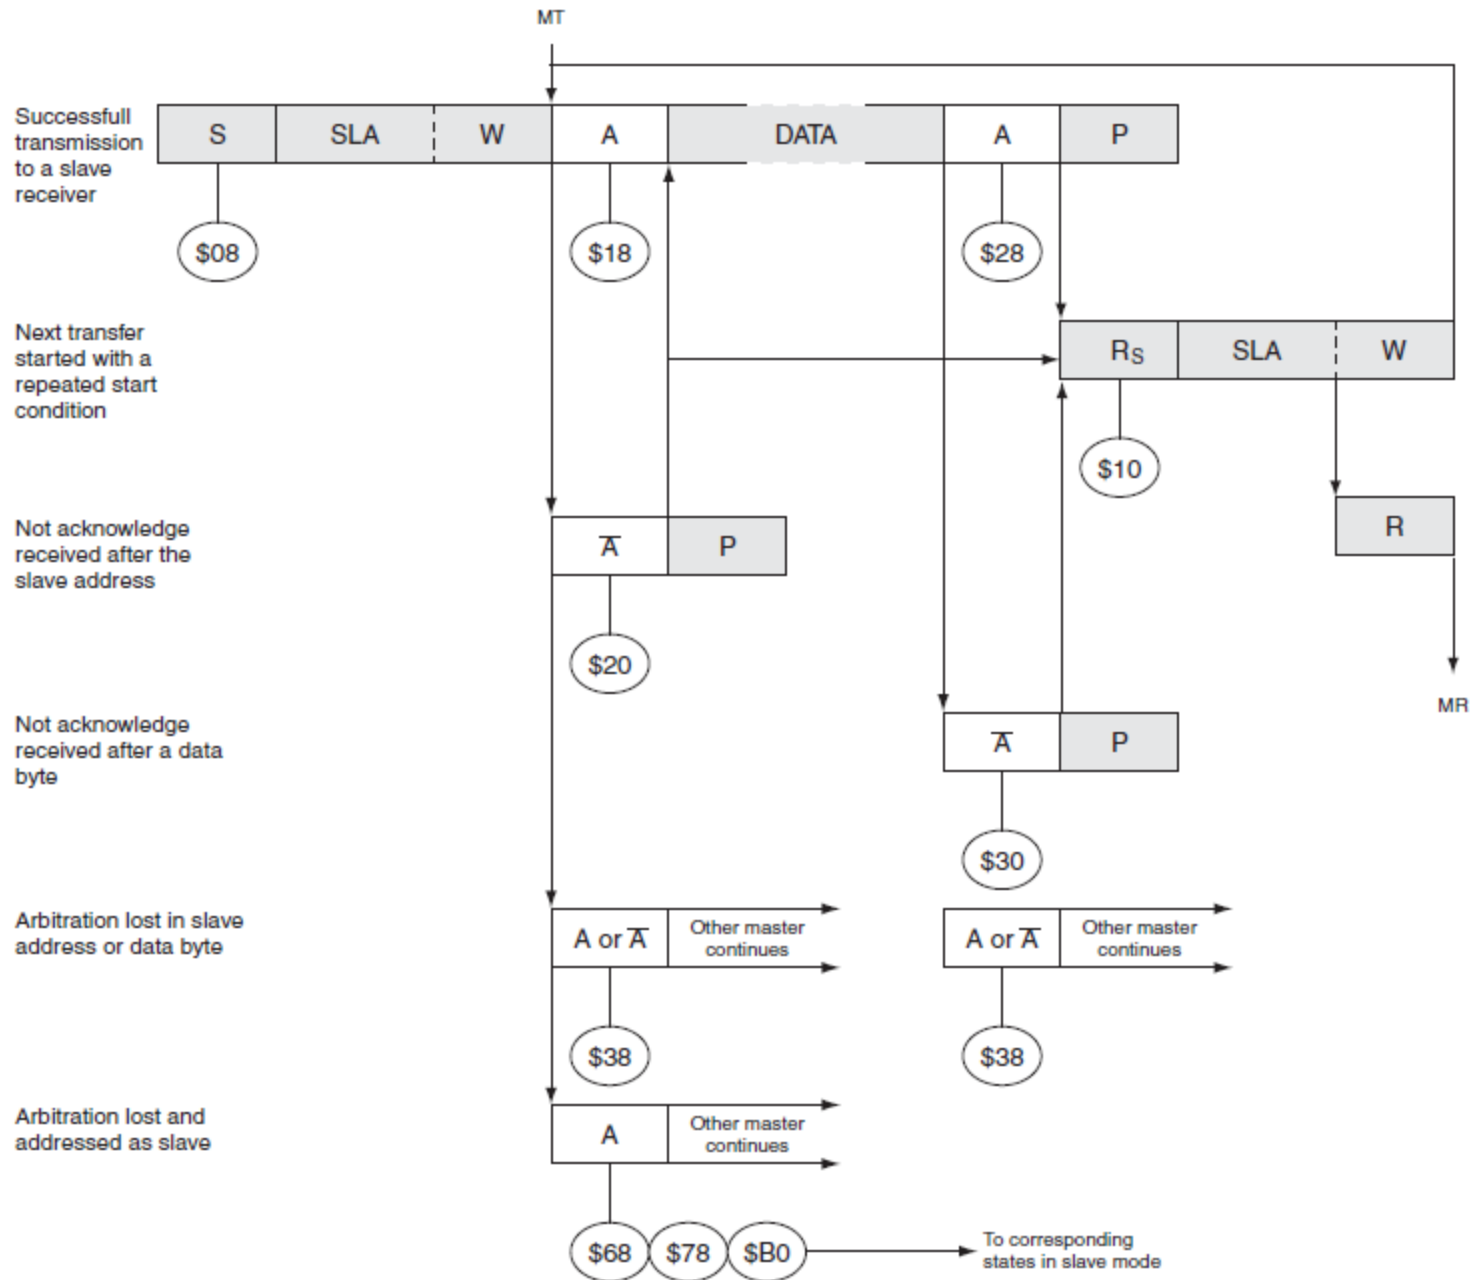 MT
Successfull
transmission
to a slave
receiver
S SLA W A DATA A P
$08 $18 $28
Next transfer
started with a
repeated start
condition
RS SLA W
$10
Not acknowledge
received after the
slave address
A̅ P
R
$20
MR
Not acknowledge
received after a data
byte
A̅ P
$30
Arbitration lost in slave
address or data byte
A or A̅
Other master
continues
A or A̅
Other master
continues
$38 $38
Arbitration lost and
addressed as slave
A
Other master
continues
$68 $78 $B0
To corresponding
states in slave mode